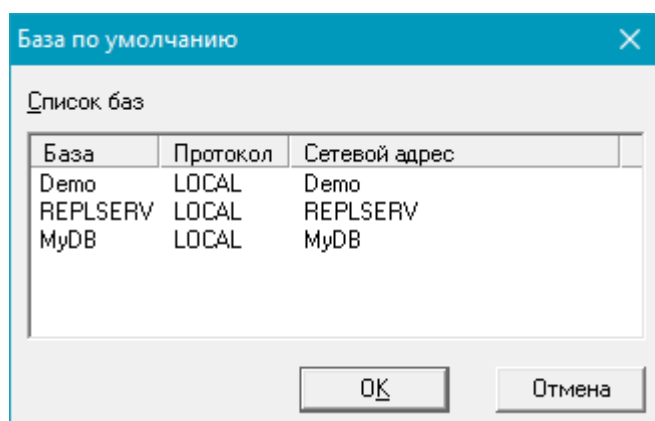 База по умолчанию
Список баз
База Протокол Сетевой адрес
Demo LOCAL Demo
REPLSERV LOCAL REPLSERV
MyDB LOCAL MyDB
OK Отмена